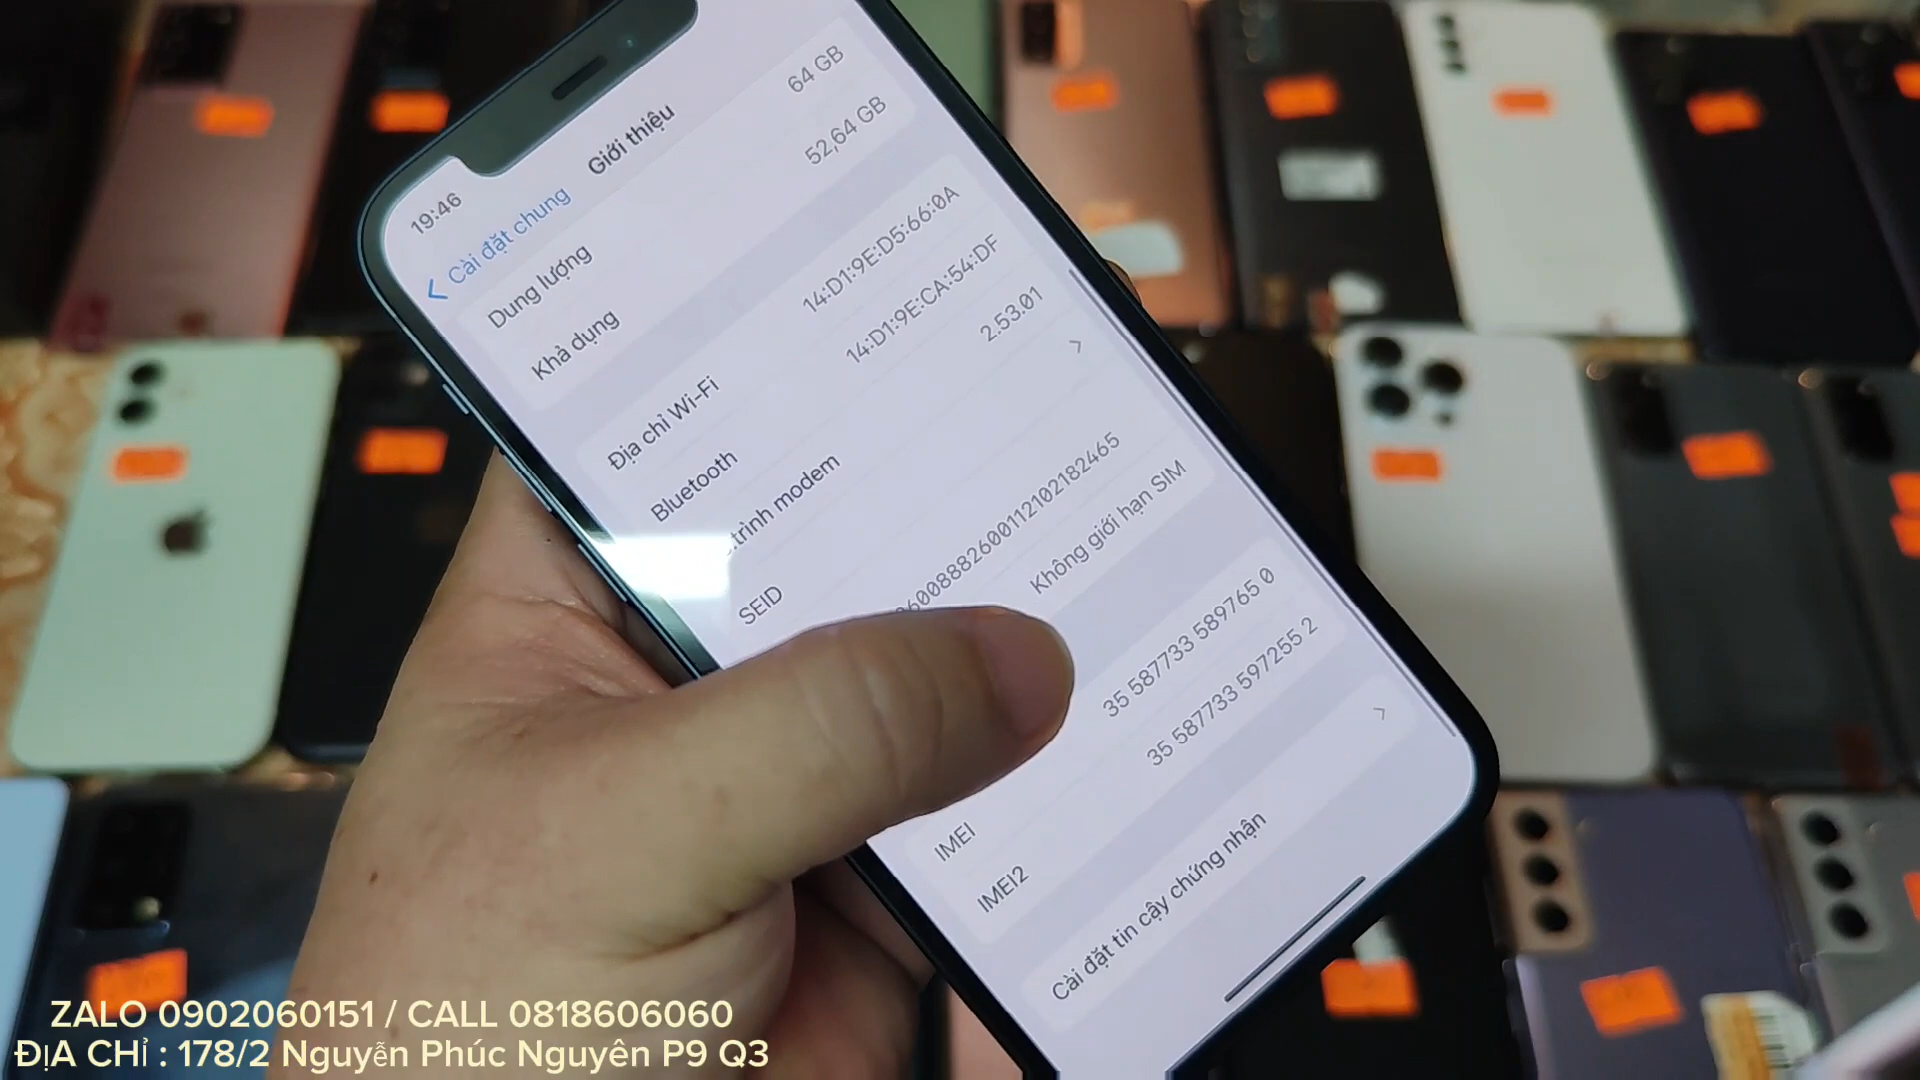 19:46
Cài đặt chung
Giới thiệu
Dung lượng 64 GB
Khả dụng 52,64 GB
Địa chỉ Wi-Fi 14:D1:9E:D5:66:0A
Bluetooth 14:D1:9E:CA:54:DF
trình modem 2.53.01
SEID
600888260011210218​2465
Không giới hạn SIM
IMEI 35 587733 589765 0
IMEI2 35 587733 597255 2
Cài đặt tin cậy chứng nhận
ZALO 0902060151 / CALL 0818606060
ĐỊA CHỈ : 178/2 Nguyễn Phúc Nguyên P9 Q3